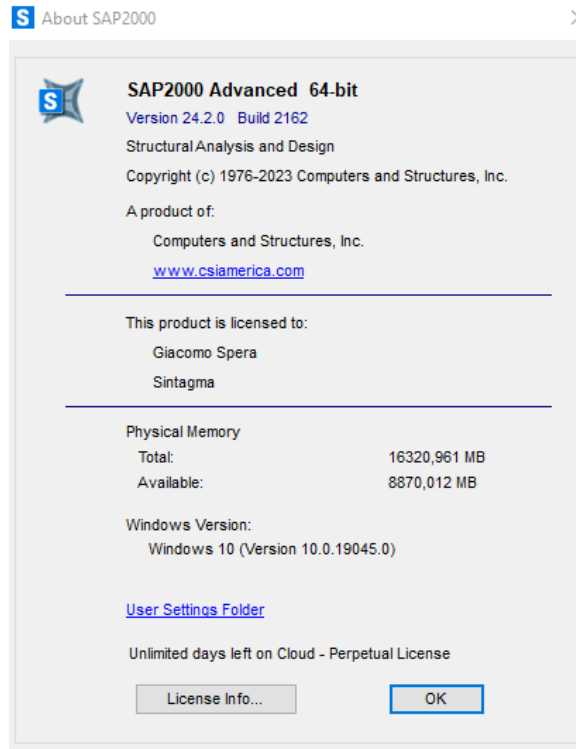 S About SAP2000
S
SAP2000 Advanced 64-bit
Version 24.2.0 Build 2162
Structural Analysis and Design
Copyright (c) 1976-2023 Computers and Structures, Inc.
A product of:
Computers and Structures, Inc.
www.csiamerica.com
This product is licensed to:
Giacomo Spera
Sintagma
Physical Memory
Total: 16320,961 MB
Available: 8870,012 MB
Windows Version:
Windows 10 (Version 10.0.19045.0)
User Settings Folder
Unlimited days left on Cloud - Perpetual License
License Info... OK